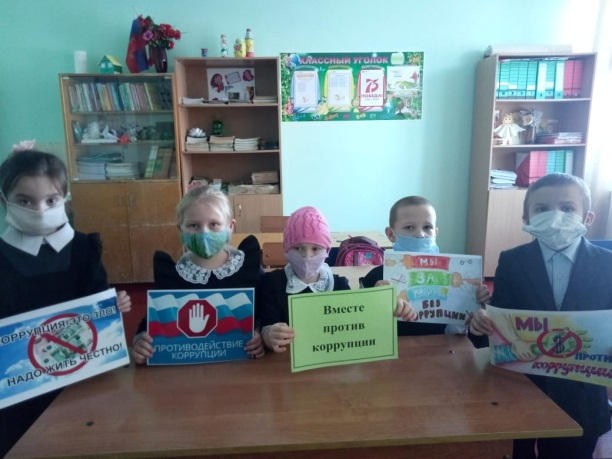 КЛАССНЫЙ УГОЛОК
75
ПОБЕДА!
КОРРУПЦИЯ-ЭТО ЗЛО!
НАДО ЖИТЬ ЧЕСТНО!
ПРОТИВОДЕЙСТВИЕ
КОРРУПЦИИ
Вместе
против
коррупции
МЫ
ЗА
МИР
БЕЗ
КОРРУПЦИИ
МЫ
ПРОТИВ
КОРРУПЦИИ